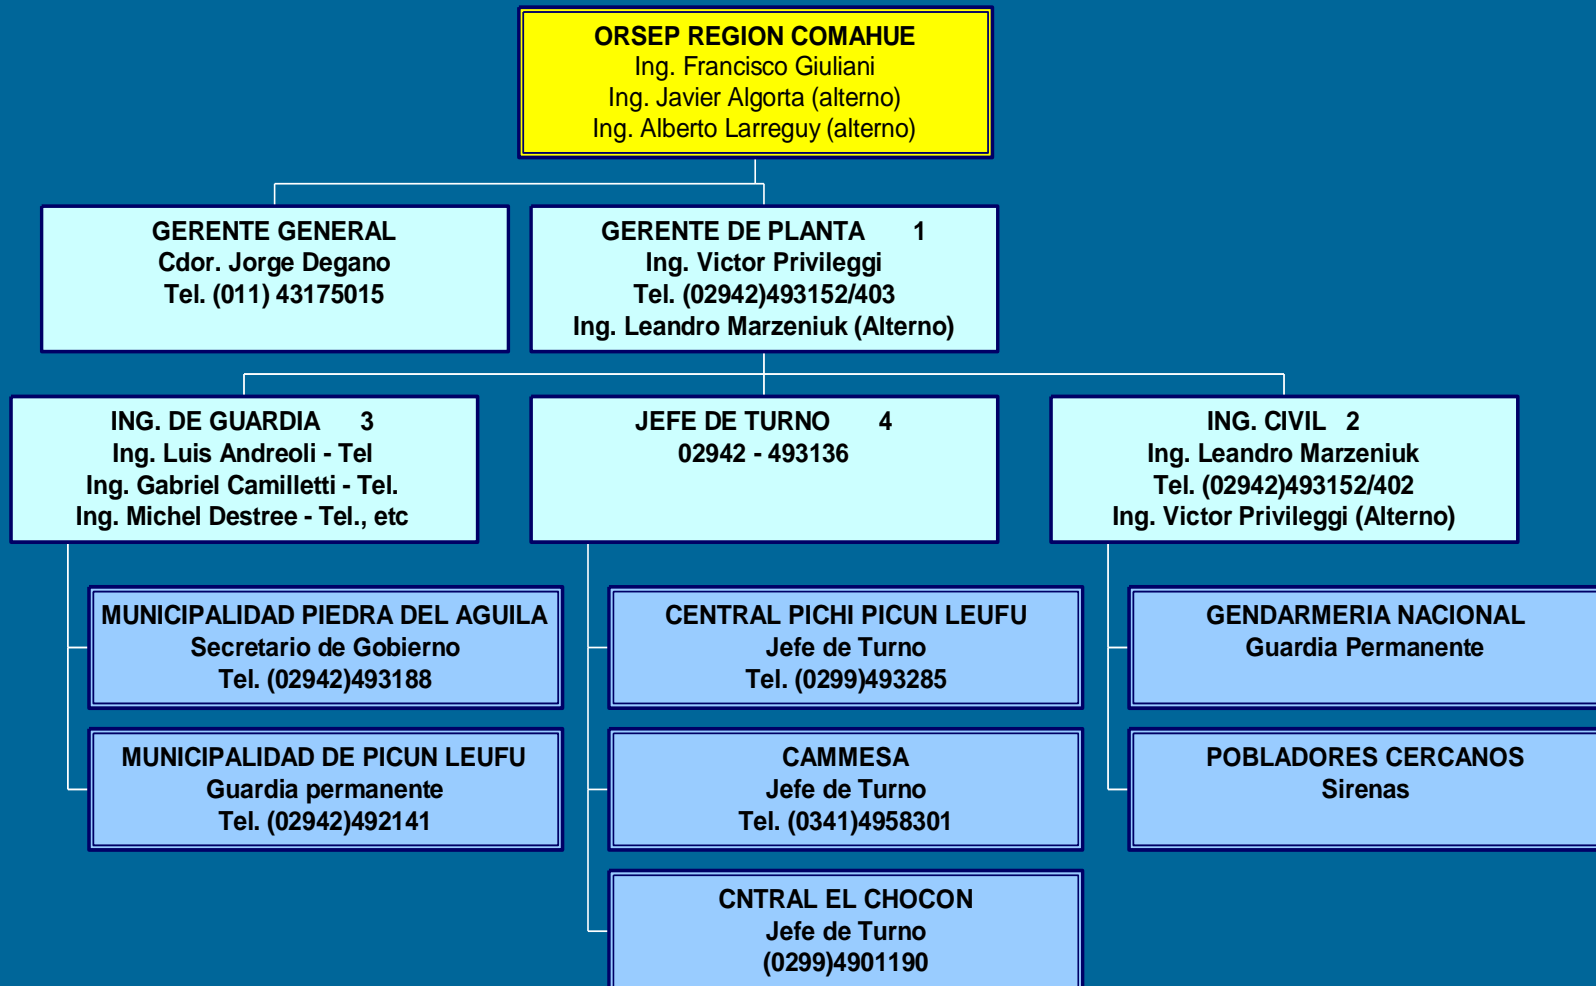 ORSEP REGION COMAHUE
Ing. Francisco Giuliani
Ing. Javier Algorta (alterno)
Ing. Alberto Larreguy (alterno)
GERENTE GENERAL
Cdor. Jorge Degano
Tel. (011) 43175015
GERENTE DE PLANTA 1
Ing. Victor Privileggi
Tel. (02942)493152/403
Ing. Leandro Marzeniuk (Alterno)
ING. DE GUARDIA 3
Ing. Luis Andreoli - Tel
Ing. Gabriel Camilletti - Tel.
Ing. Michel Destree - Tel., etc
JEFE DE TURNO 4
02942 - 493136
ING. CIVIL 2
Ing. Leandro Marzeniuk
Tel. (02942)493152/402
Ing. Victor Privileggi (Alterno)
MUNICIPALIDAD PIEDRA DEL AGUILA
Secretario de Gobierno
Tel. (02942)493188
MUNICIPALIDAD DE PICUN LEUFU
Guardia permanente
Tel. (02942)492141
CENTRAL PICHI PICUN LEUFU
Jefe de Turno
Tel. (0299)493285
CAMMESA
Jefe de Turno
Tel. (0341)4958301
CNTRAL EL CHOCON
Jefe de Turno
(0299)4901190
GENDARMERIA NACIONAL
Guardia Permanente
POBLADORES CERCANOS
Sirenas